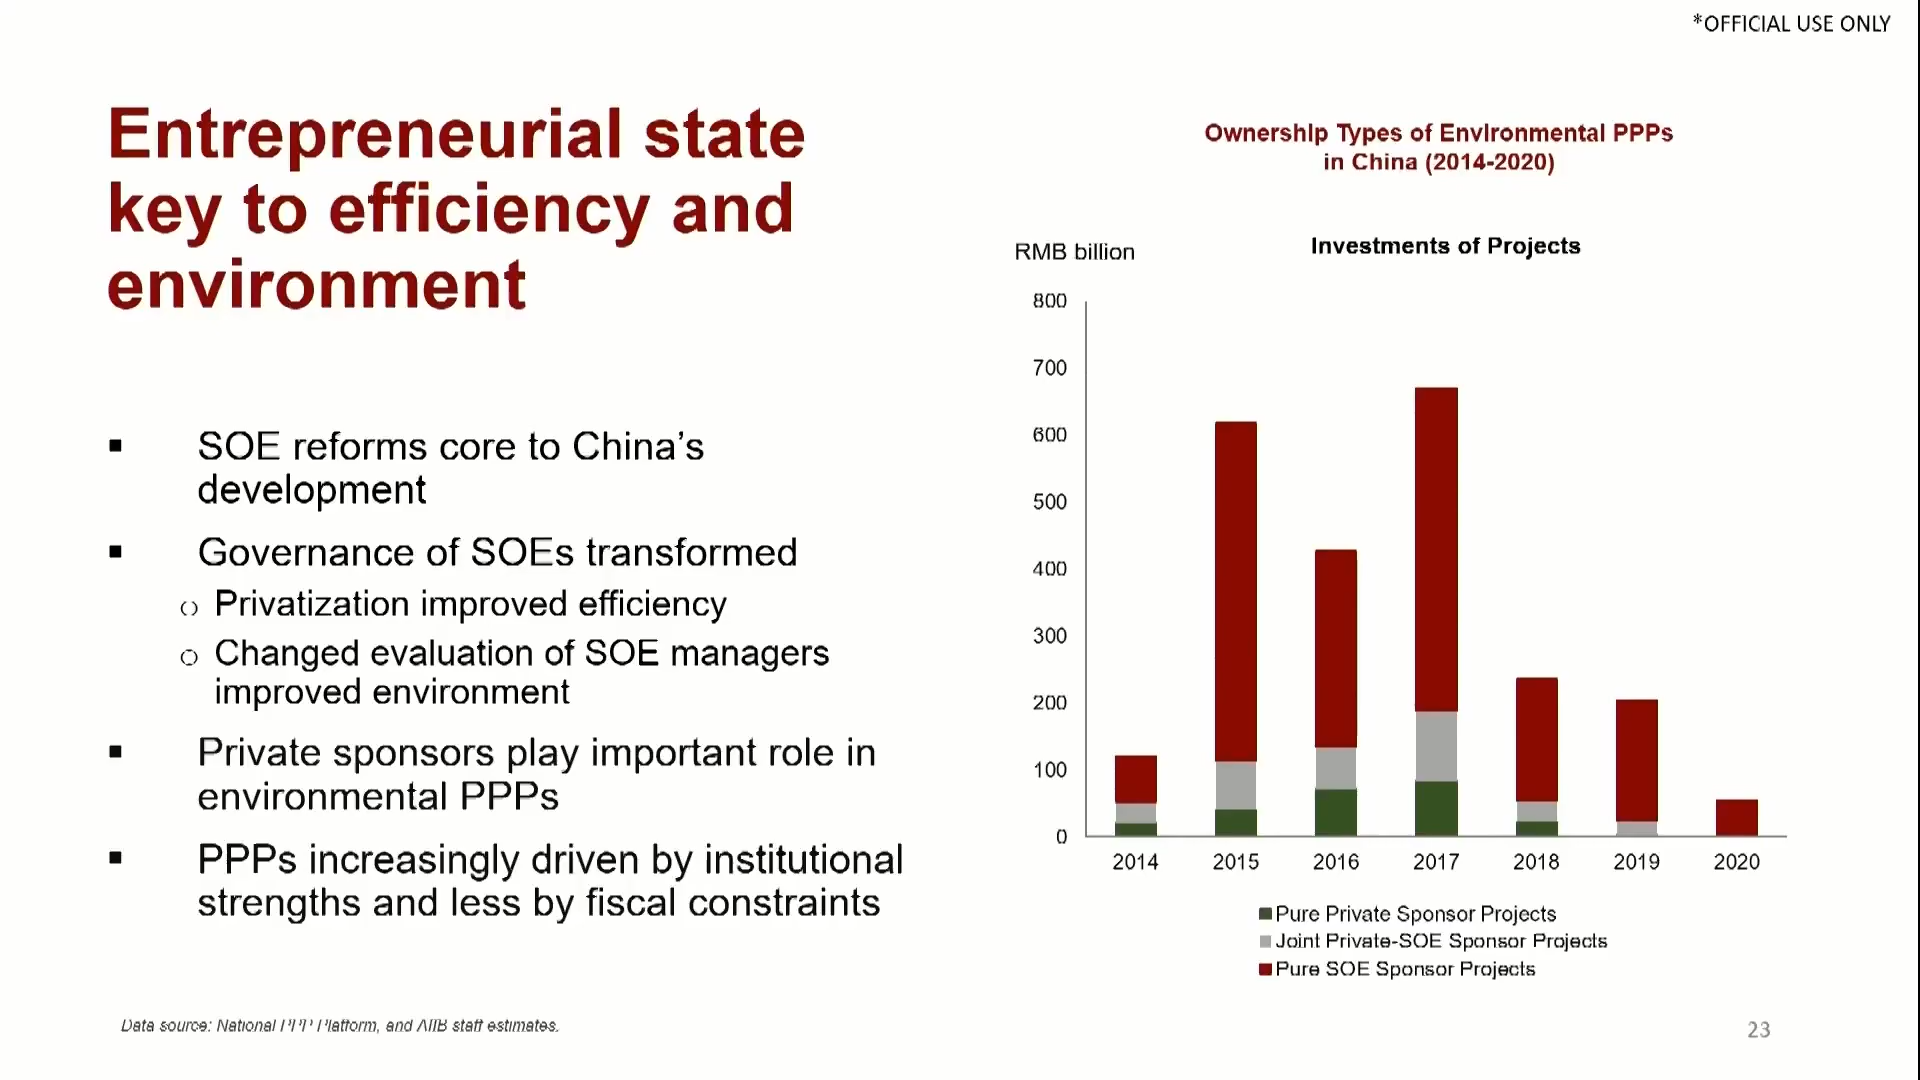 *OFFICIAL USE ONLY
Entrepreneurial state
key to efficiency and
environment
▪ SOE reforms core to China’s
development
▪ Governance of SOEs transformed
o Privatization improved efficiency
o Changed evaluation of SOE managers
improved environment
▪ Private sponsors play important role in
environmental PPPs
▪ PPPs increasingly driven by institutional
strengths and less by fiscal constraints
Data source: National PPP Platform, and AIIB staff estimates.
Ownership Types of Environmental PPPs
in China (2014-2020)
RMB billion
Investments of Projects
800
700
600
500
400
300
200
100
0
2014 2015 2016 2017 2018 2019 2020
Pure Private Sponsor Projects
Joint Private-SOE Sponsor Projects
Pure SOE Sponsor Projects
23